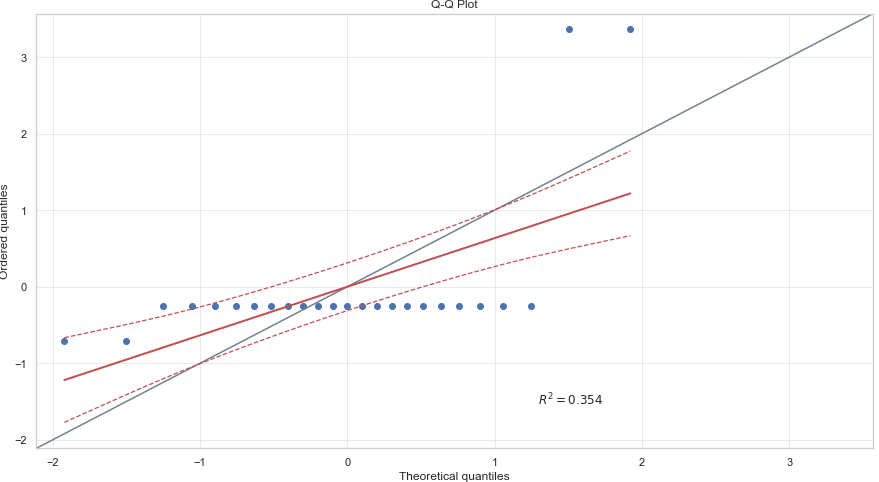 Q-Q Plot
Ordered quantiles
3
2
1
0
−1
−2
R² = 0.354
−2 −1 0 1 2 3
Theoretical quantiles